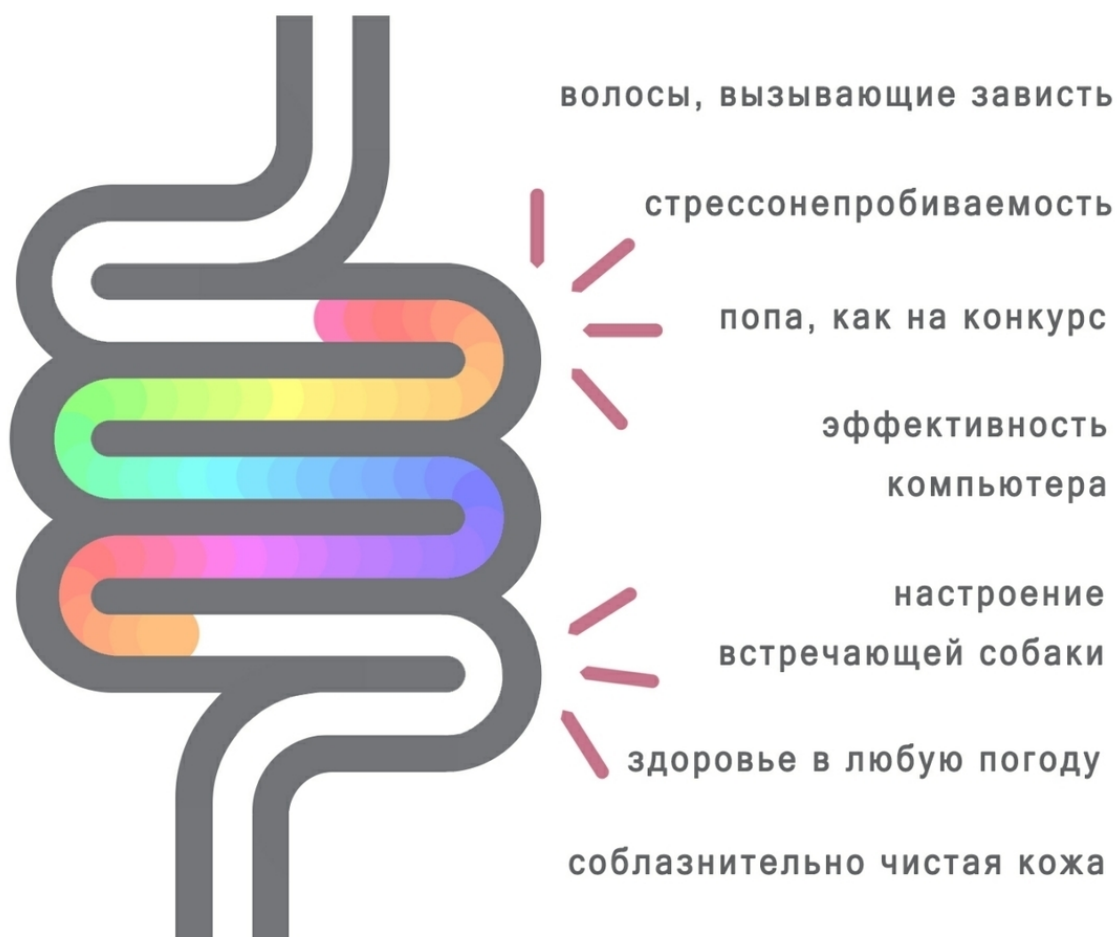 волосы, вызывающие зависть
стрессонепробиваемость
попа, как на конкурс
эффективность
компьютера
настроение
встречающей собаки
здоровье в любую погоду
соблазнительно чистая кожа